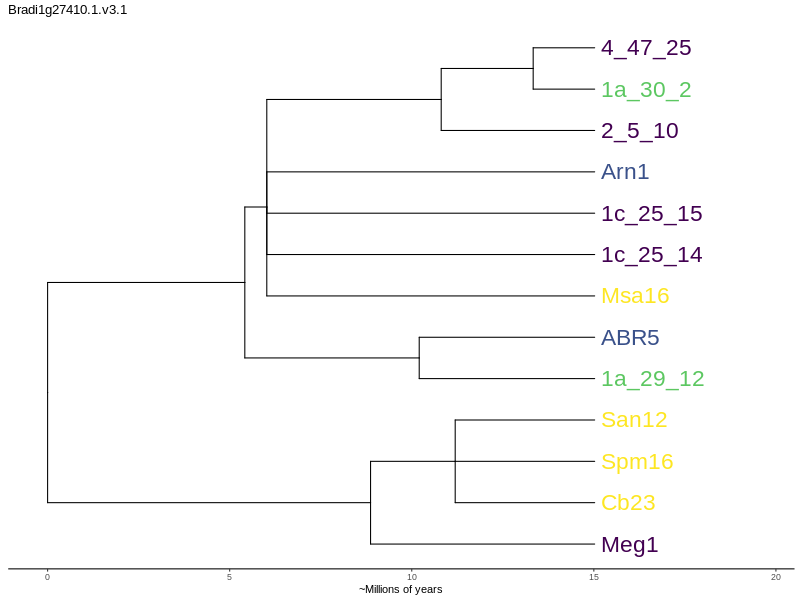 Bradi1g27410.1.v3.1
4_47_25
1a_30_2
2_5_10
Arn1
1c_25_15
1c_25_14
Msa16
ABR5
1a_29_12
San12
Spm16
Cb23
Meg1
0 5 10 15 20
~Millions of years